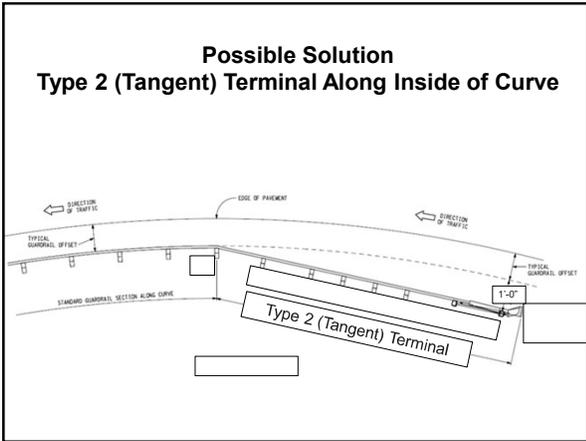 Possible Solution
Type 2 (Tangent) Terminal Along Inside of Curve
DIRECTION
OF TRAFFIC
EDGE OF PAVEMENT
DIRECTION
OF TRAFFIC
TYPICAL
GUARDRAIL OFFSET
TYPICAL
GUARDRAIL OFFSET
1'-0"
STANDARD GUARDRAIL SECTION ALONG CURVE
Type 2 (Tangent) Terminal